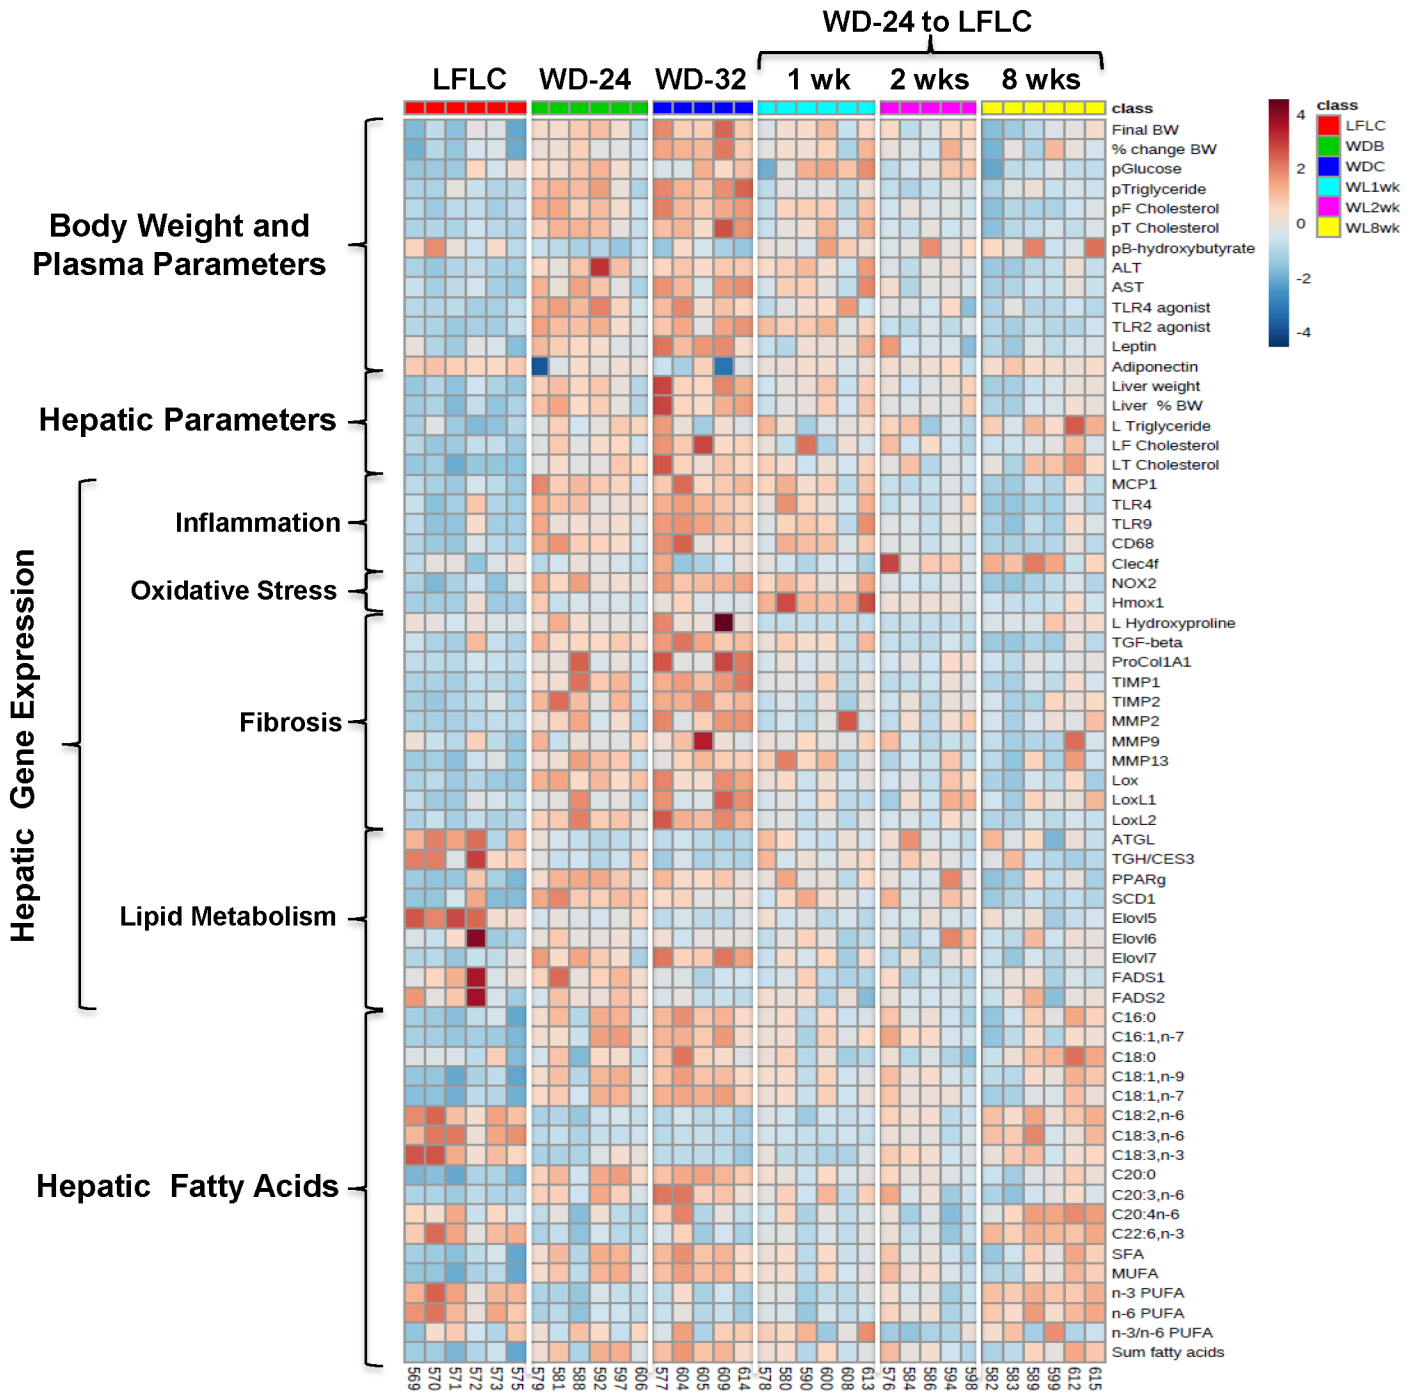 WD-24 to LFLC
LFLC WD-24 WD-32 1 wk 2 wks 8 wks
class
Final BW
% change BW
pGlucose
pTriglyceride
pF Cholesterol
pT Cholesterol
pB-hydroxybutyrate
ALT
AST
TLR4 agonist
TLR2 agonist
Leptin
Adiponectin
Liver weight
Liver % BW
L Triglyceride
LF Cholesterol
LT Cholesterol
MCP1
TLR4
TLR9
CD68
Clec4f
NOX2
Hmox1
L Hydroxyproline
TGF-beta
ProCol1A1
TIMP1
TIMP2
MMP2
MMP9
MMP13
Lox
LoxL1
LoxL2
ATGL
TGH/CES3
PPARg
SCD1
Elovl5
Elovl6
Elovl7
FADS1
FADS2
C16:0
C16:1,n-7
C18:0
C18:1,n-9
C18:1,n-7
C18:2,n-6
C18:3,n-6
C18:3,n-3
C20:0
C20:3,n-6
C20:4n-6
C22:6,n-3
SFA
MUFA
n-3 PUFA
n-6 PUFA
n-3/n-6 PUFA
Sum fatty acids
Body Weight and
Plasma Parameters
Hepatic Parameters
Hepatic Gene Expression
Inflammation
Oxidative Stress
Fibrosis
Lipid Metabolism
Hepatic Fatty Acids
4
2
0
-2
-4
class
LFLC
WDB
WDC
WL1wk
WL2wk
WL8wk
569 570 571 572 573 575 579 581 588 592 597 606 577 604 605 609 614 578 580 590 600 608 613 576 584 586 594 598 582 583 589 599 612 615